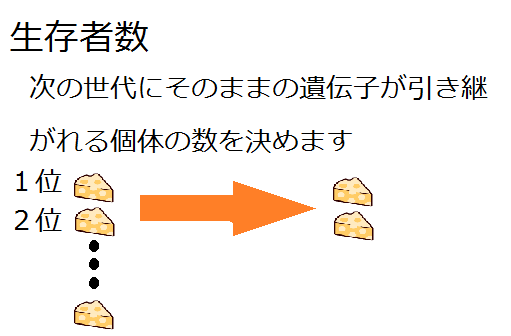 生存者数
次の世代にそのままの遺伝子が引き継
がれる個体の数を決めます
１位
２位